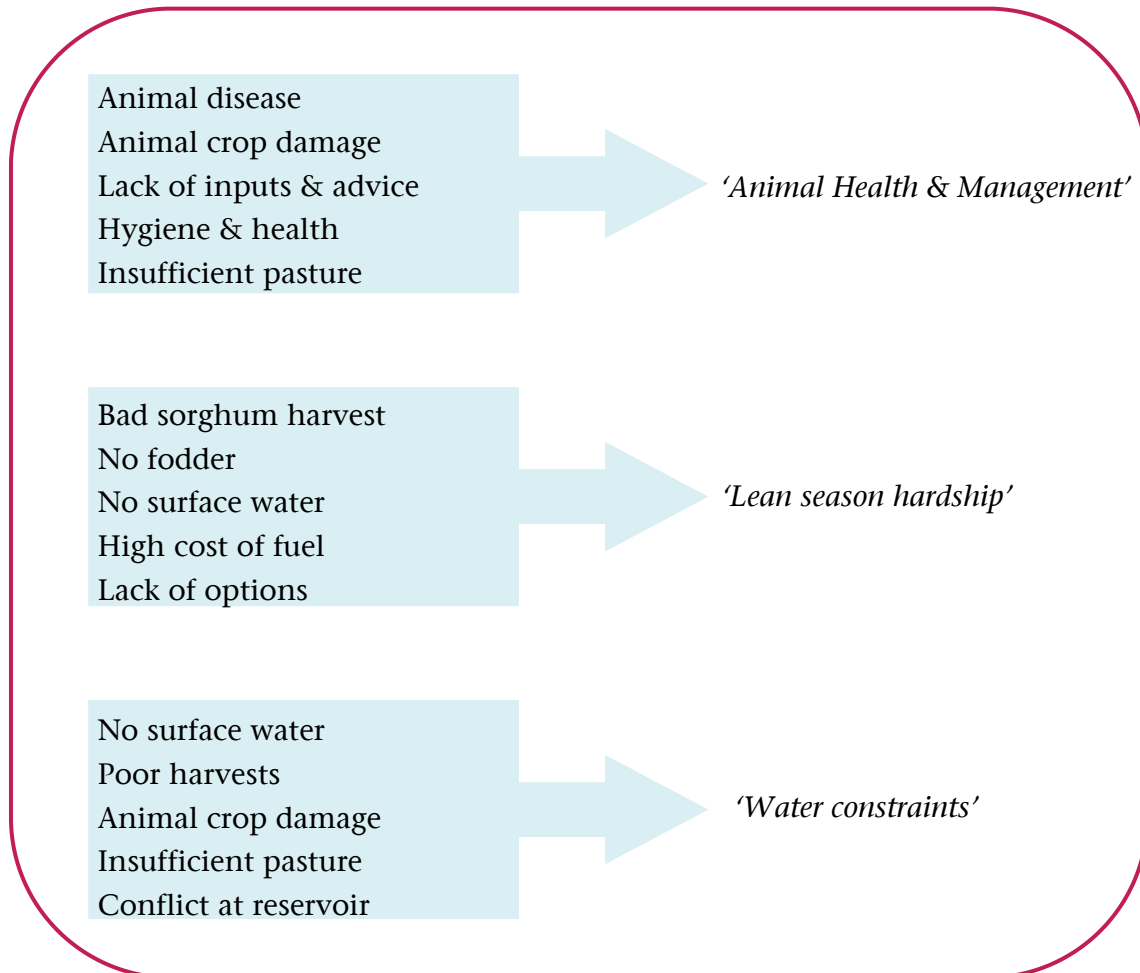 Animal disease
Animal crop damage
Lack of inputs & advice
Hygiene & health
Insufficient pasture
‘Animal Health & Management’
Bad sorghum harvest
No fodder
No surface water
High cost of fuel
Lack of options
‘Lean season hardship’
No surface water
Poor harvests
Animal crop damage
Insufficient pasture
Conflict at reservoir
‘Water constraints’